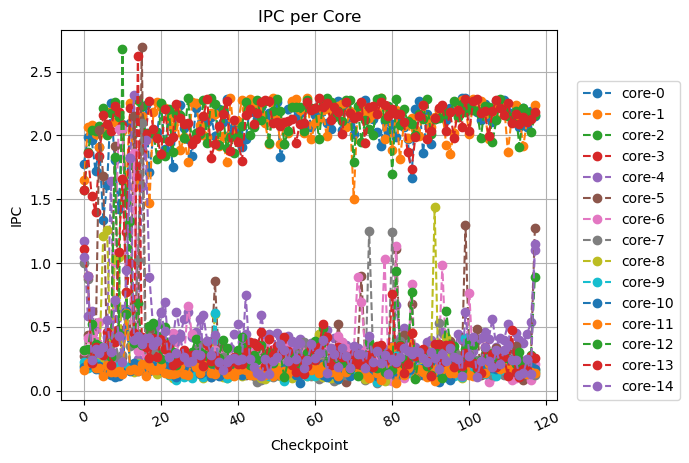 IPC per Core
IPC
2.5
2.0
1.5
1.0
0.5
0.0
0
20
40
60
80
100
120
Checkpoint
core-0
core-1
core-2
core-3
core-4
core-5
core-6
core-7
core-8
core-9
core-10
core-11
core-12
core-13
core-14